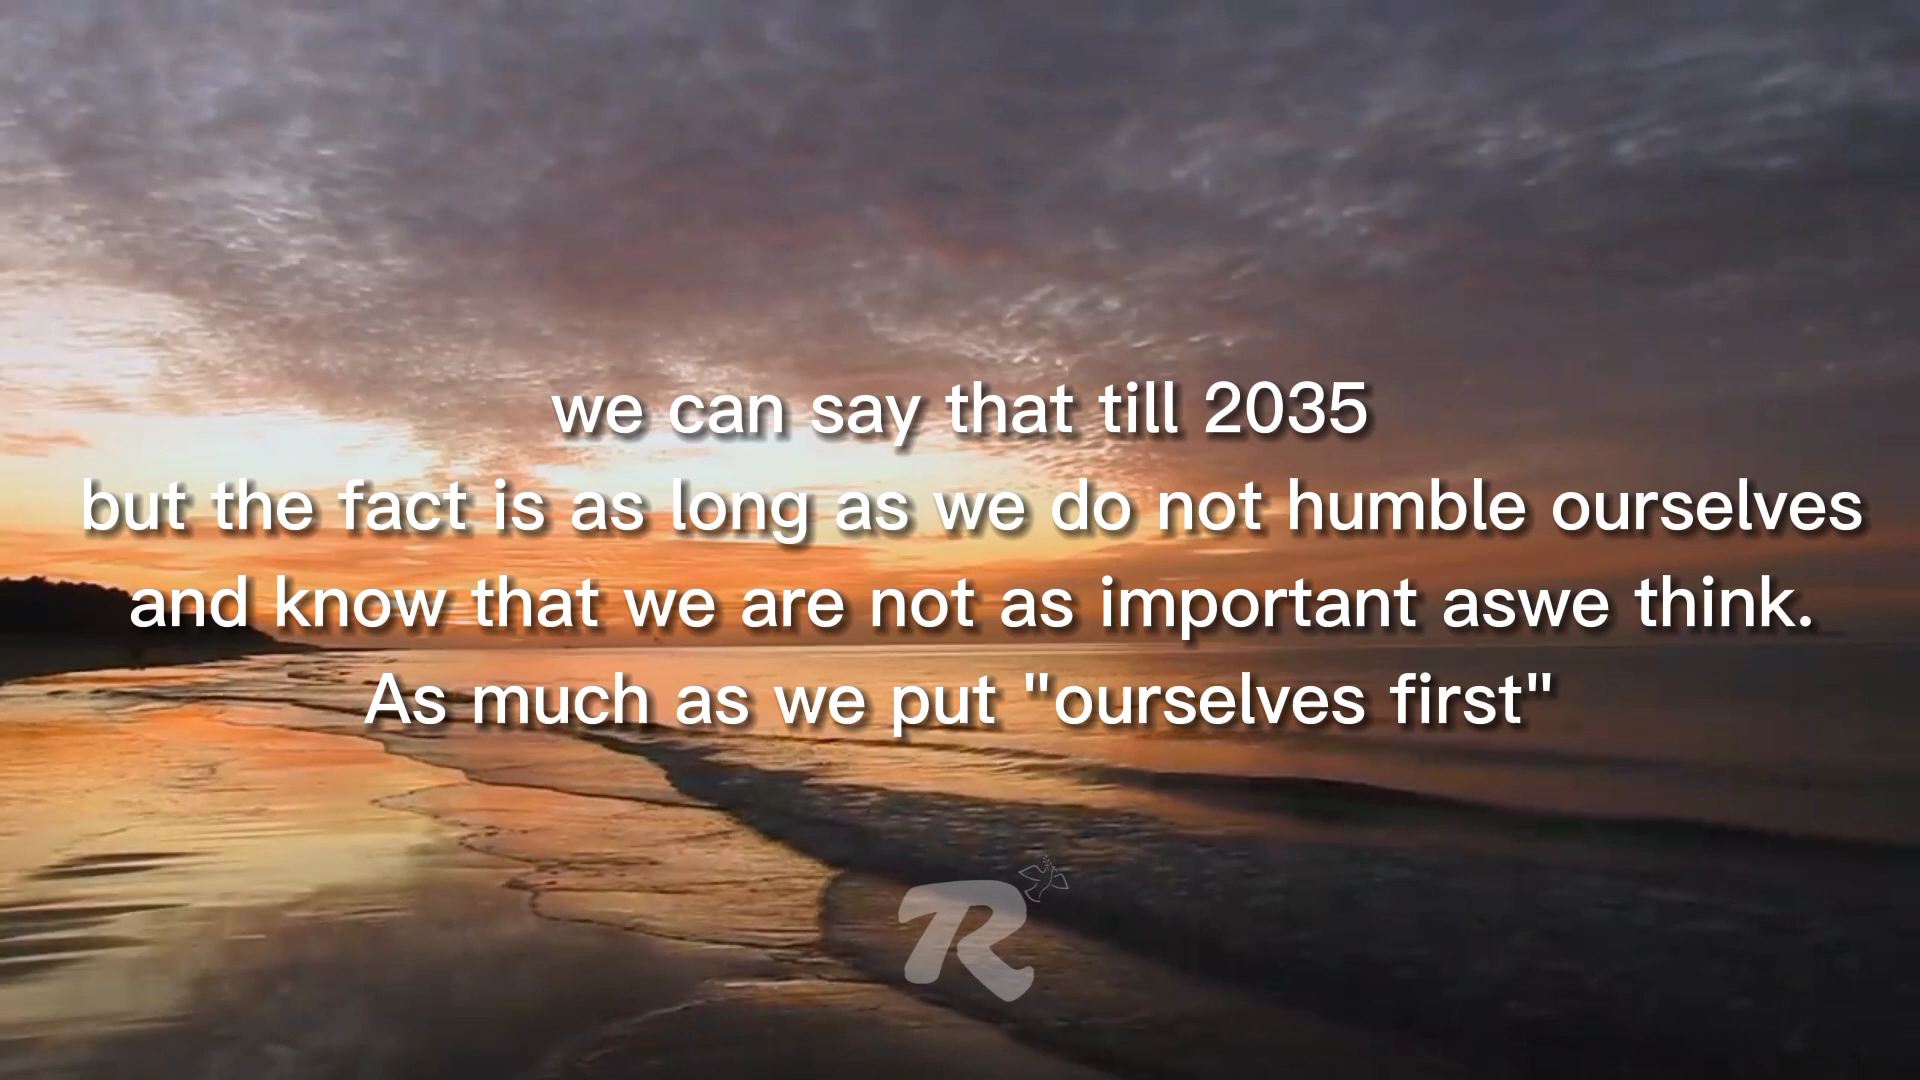 we can say that till 2035
but the fact is as long as we do not humble ourselves
and know that we are not as important aswe think.
As much as we put "ourselves first"
R